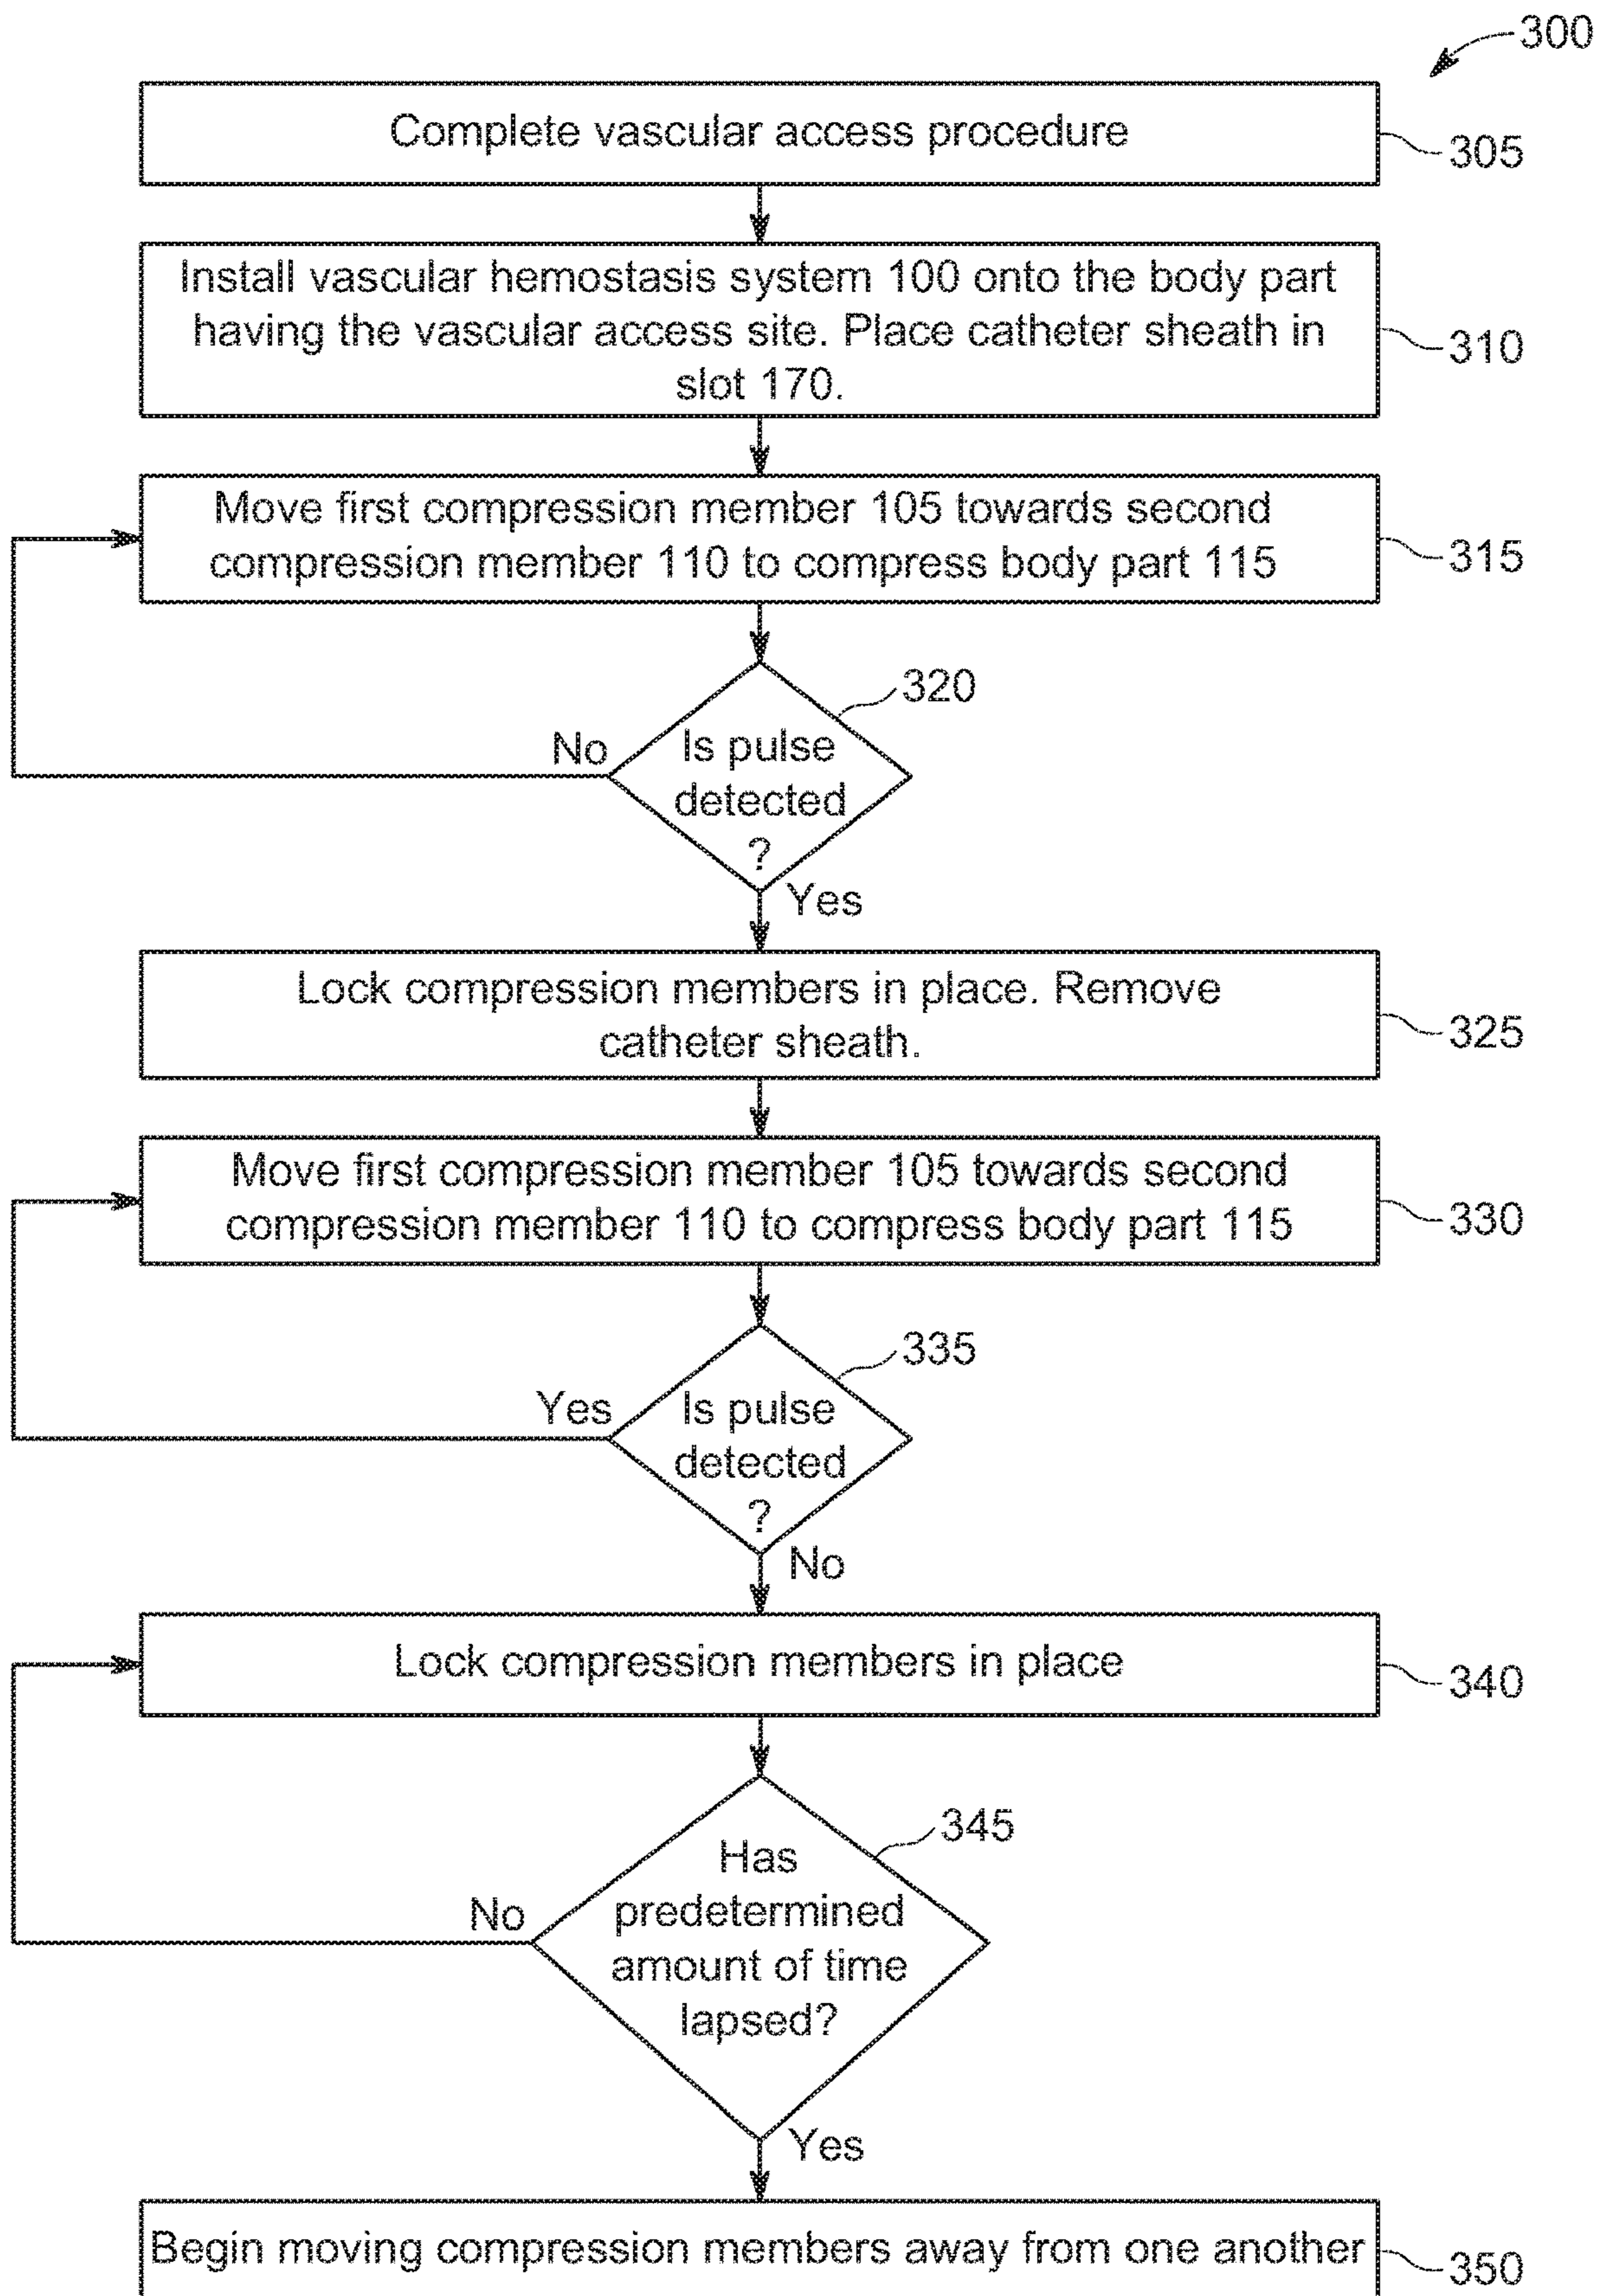 300
Complete vascular access procedure
305
Install vascular hemostasis system 100 onto the body part
having the vascular access site. Place catheter sheath in
slot 170.
310
Move first compression member 105 towards second
compression member 110 to compress body part 115
315
320
No
Is pulse
detected
?
Yes
Lock compression members in place. Remove
catheter sheath.
325
Move first compression member 105 towards second
compression member 110 to compress body part 115
330
335
Yes
Is pulse
detected
?
No
Lock compression members in place
340
345
No
Has
predetermined
amount of time
lapsed?
Yes
Begin moving compression members away from one another
350